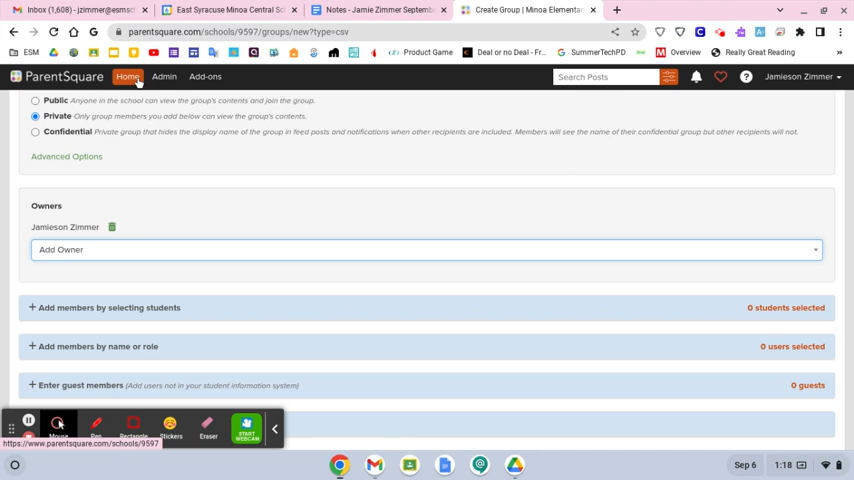 Inbox (1,608) - jzimmer@esmsc
East Syracuse Minoa Central Sc
Notes - Jamie Zimmer Septemb
Create Group | Minoa Elementar
parentsquare.com/schools/9597/groups/new?type=csv
ESM
Product Game
Deal or no Deal - Fr...
SummerTechPD
Overview
Really Great Reading
ParentSquare
Home
Admin
Add-ons
Search Posts
Jamieson Zimmer
Public Anyone in the school can view the group's contents and join the group.
Private Only group members you add below can view the group's contents.
Confidential Private group that hides the display name of the group in feed posts and notifications when other recipients are included. Members will see the name of their confidential group but other recipients will not.
Advanced Options
Owners
Jamieson Zimmer
Add Owner
+ Add members by selecting students
0 students selected
+ Add members by name or role
0 users selected
+ Enter guest members (Add users not in your student information system)
0 guests
Mouse
Pen
Rectangle
Stickers
Eraser
START
WEBCAM
https://www.parentsquare.com/schools/9597
Sep 6
1:18